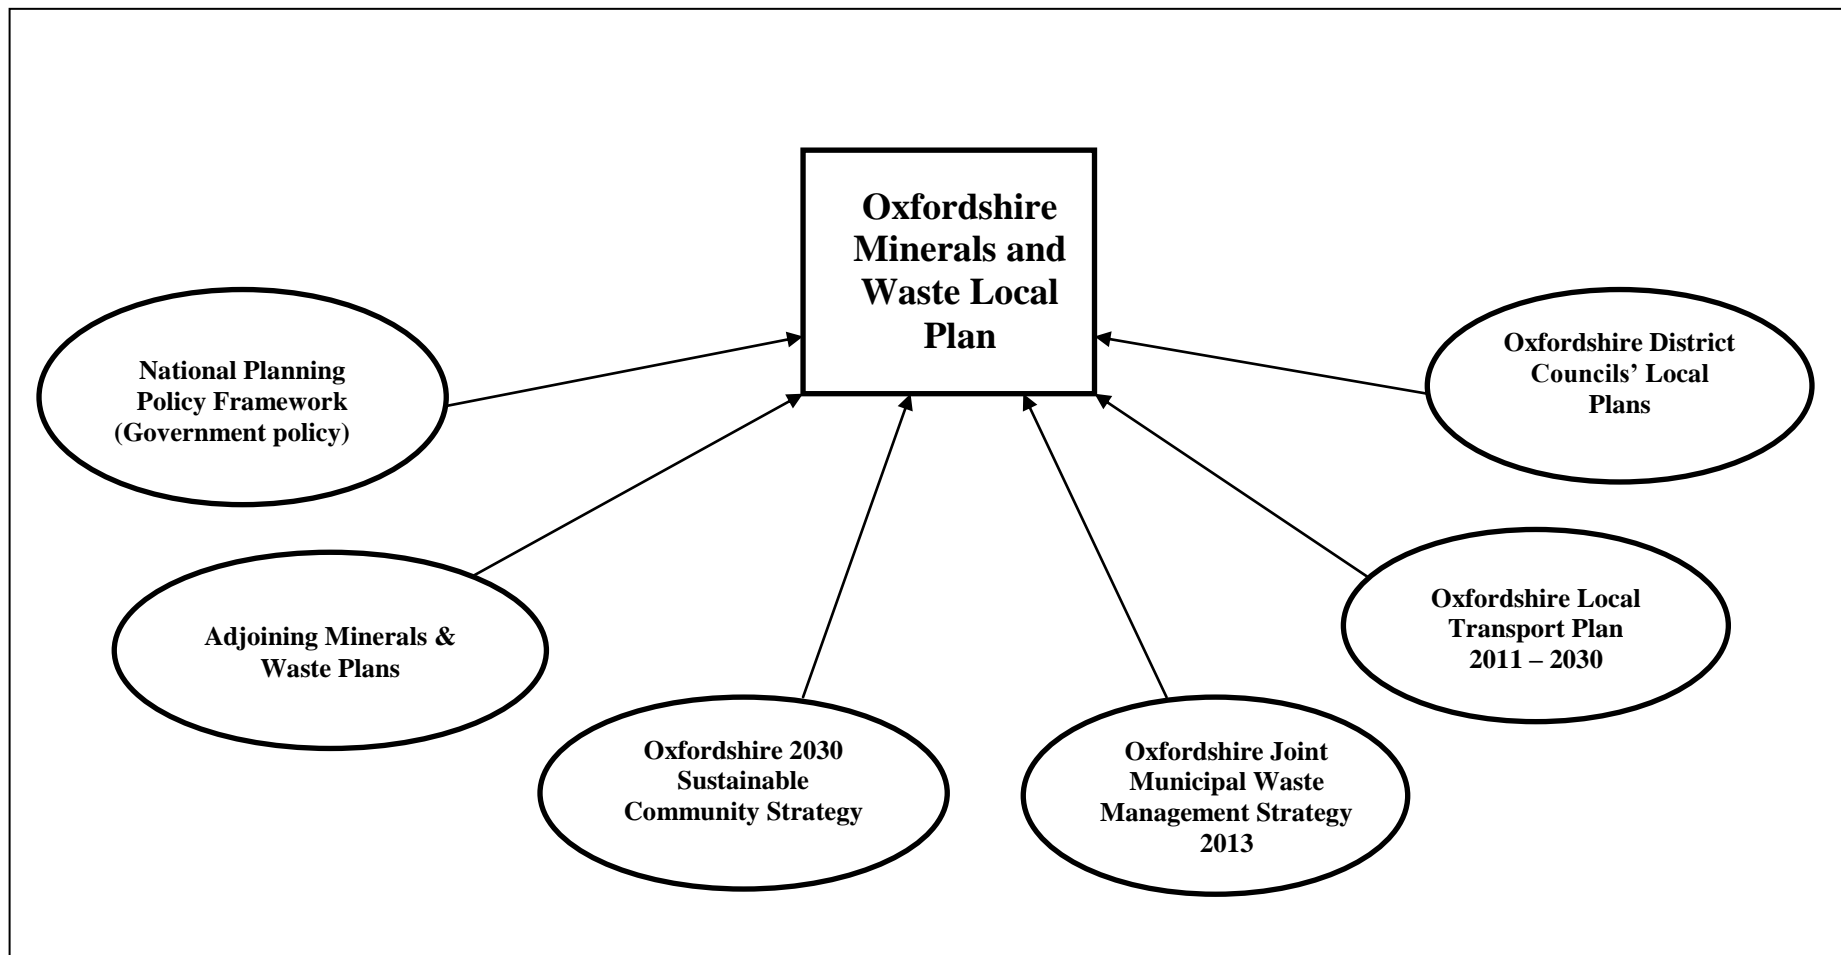 Oxfordshire
Minerals and
Waste Local
Plan
National Planning
Policy Framework
(Government policy)
Oxfordshire District
Councils’ Local
Plans
Adjoining Minerals &
Waste Plans
Oxfordshire Local
Transport Plan
2011 – 2030
Oxfordshire 2030
Sustainable
Community Strategy
Oxfordshire Joint
Municipal Waste
Management Strategy
2013